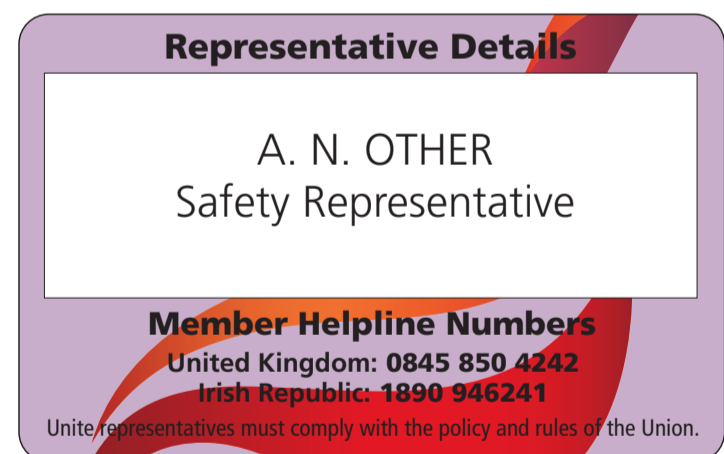 Representative Details
A. N. OTHER
Safety Representative
Member Helpline Numbers
United Kingdom: 0845 850 4242
Irish Republic: 1890 946241
Unite representatives must comply with the policy and rules of the Union.